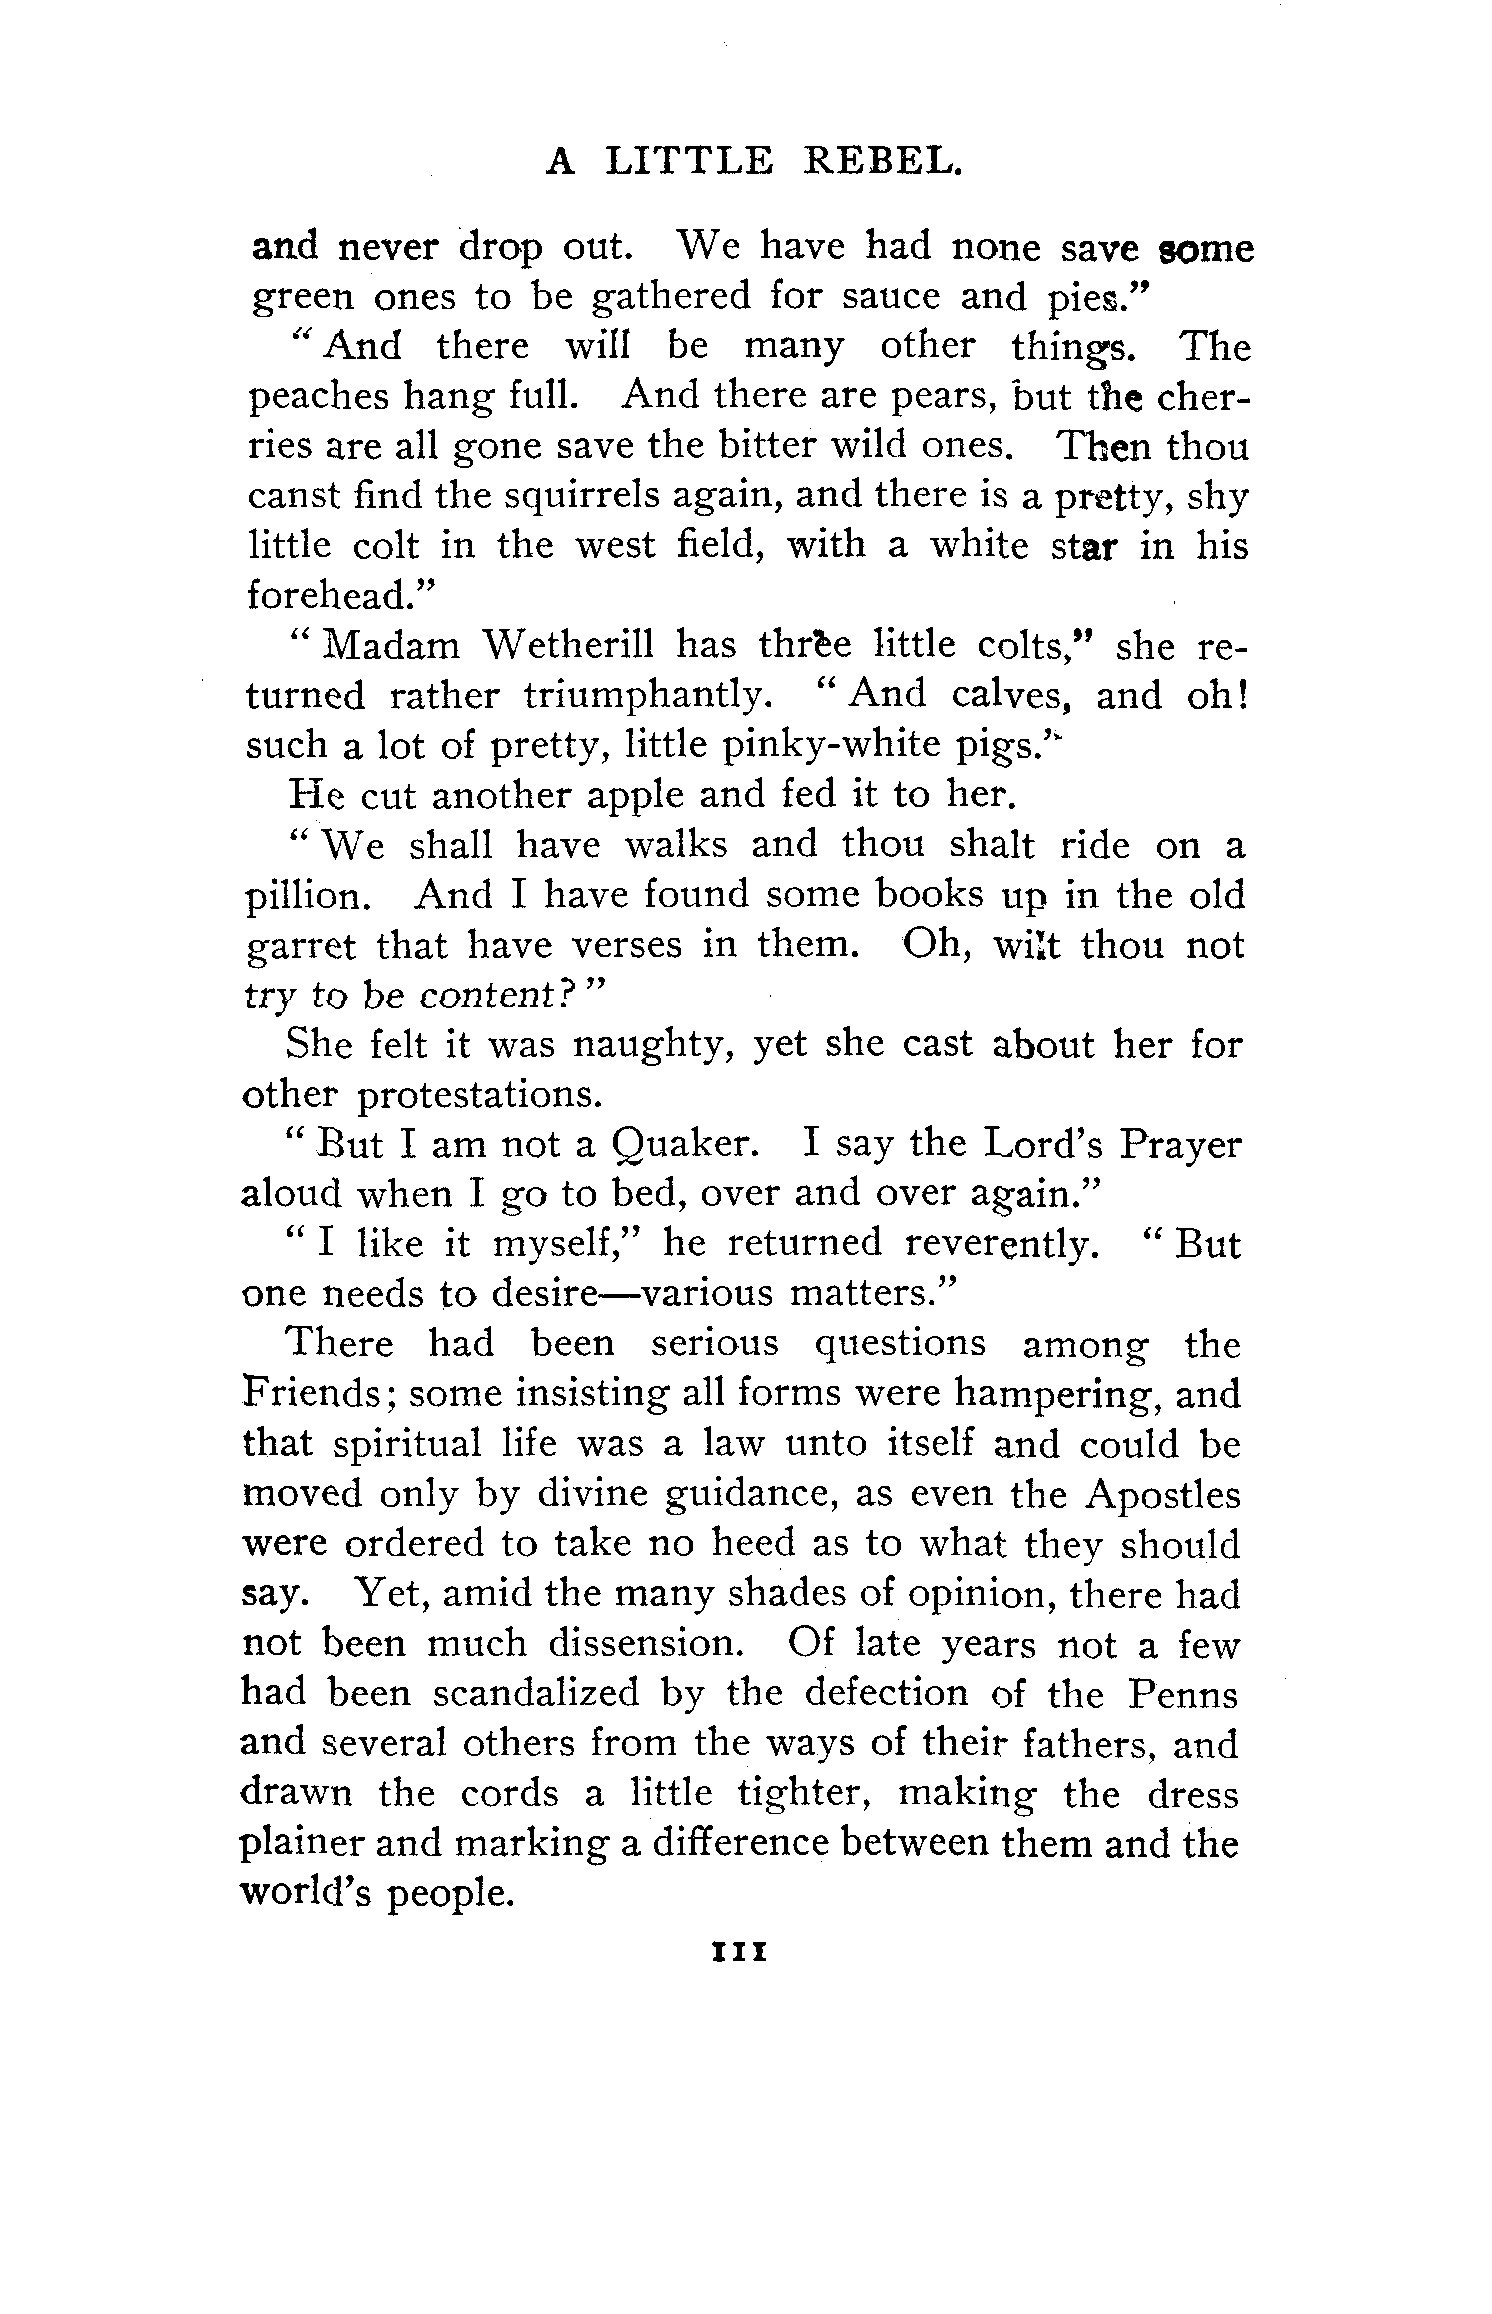 A LITTLE REBEL.
and never drop out. We have had none save some
green ones to be gathered for sauce and pies."
"And there will be many other things. The
peaches hang full. And there are pears, but the cher-
ries are all gone save the bitter wild ones. Then thou
canst find the squirrels again, and there is a pretty, shy
little colt in the west field, with a white star in his
forehead."
"Madam Wetherill has three little colts," she re-
turned rather triumphantly. "And calves, and oh!
such a lot of pretty, little pinky-white pigs."
He cut another apple and fed it to her.
"We shall have walks and thou shalt ride on a
pillion. And I have found some books up in the old
garret that have verses in them. Oh, wilt thou not
try to be content?"
She felt it was naughty, yet she cast about her for
other protestations.
"But I am not a Quaker. I say the Lord's Prayer
aloud when I go to bed, over and over again."
"I like it myself," he returned reverently. "But
one needs to desire—various matters."
There had been serious questions among the
Friends; some insisting all forms were hampering, and
that spiritual life was a law unto itself and could be
moved only by divine guidance, as even the Apostles
were ordered to take no heed as to what they should
say. Yet, amid the many shades of opinion, there had
not been much dissension. Of late years not a few
had been scandalized by the defection of the Penns
and several others from the ways of their fathers, and
drawn the cords a little tighter, making the dress
plainer and marking a difference between them and the
world's people.
111